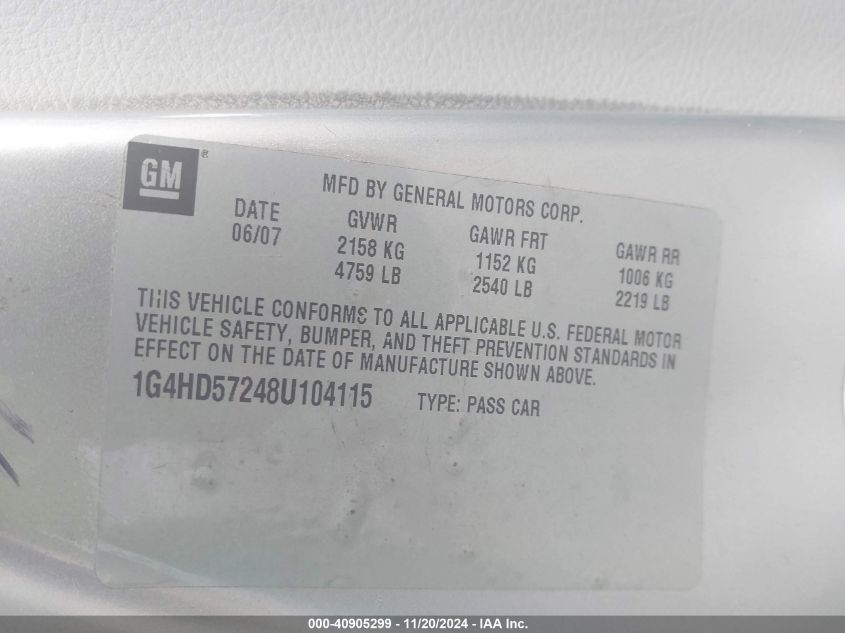 GM ®
MFD BY GENERAL MOTORS CORP.
DATE GVWR GAWR FRT GAWR RR
06/07 2158 KG 1152 KG 1006 KG
4759 LB 2540 LB 2219 LB
THIS VEHICLE CONFORMS TO ALL APPLICABLE U.S. FEDERAL MOTOR
VEHICLE SAFETY, BUMPER, AND THEFT PREVENTION STANDARDS IN
EFFECT ON THE DATE OF MANUFACTURE SHOWN ABOVE.
1G4HD57248U104115 TYPE: PASS CAR
000-40905299 - 11/20/2024 - IAA Inc.